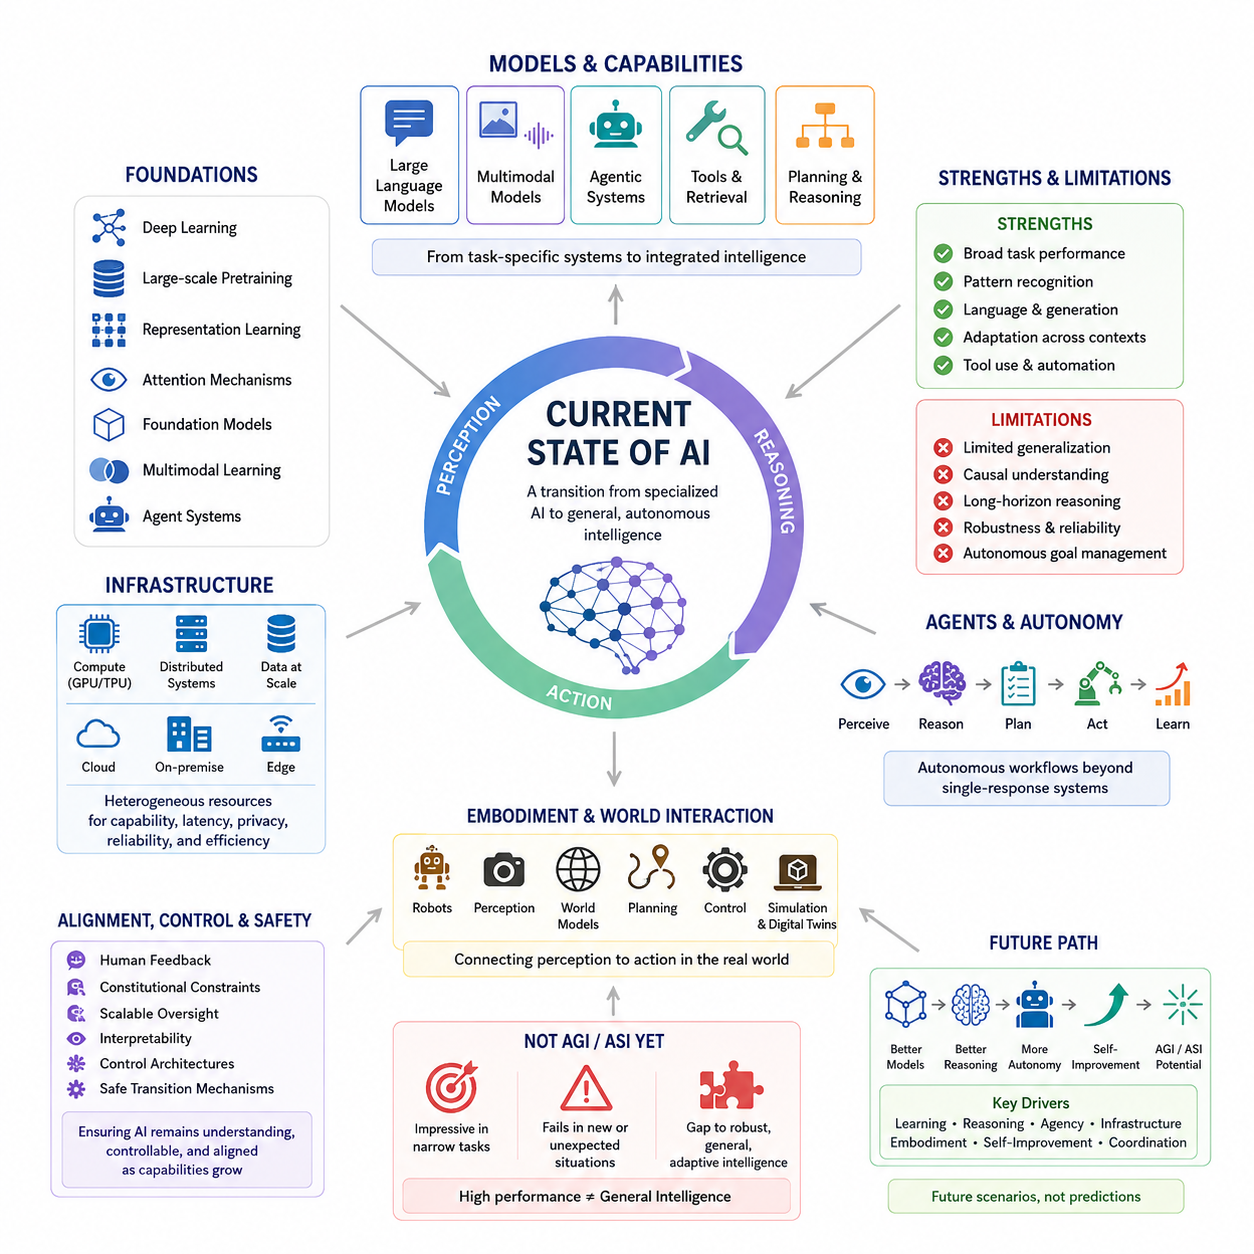 MODELS & CAPABILITIES
Large
Language
Models
Multimodal
Models
Agentic
Systems
Tools &
Retrieval
Planning &
Reasoning
From task-specific systems to integrated intelligence
FOUNDATIONS
Deep Learning
Large-scale Pretraining
Representation Learning
Attention Mechanisms
Foundation Models
Multimodal Learning
Agent Systems
STRENGTHS & LIMITATIONS
STRENGTHS
Broad task performance
Pattern recognition
Language & generation
Adaptation across contexts
Tool use & automation
LIMITATIONS
Limited generalization
Causal understanding
Long-horizon reasoning
Robustness & reliability
Autonomous goal management
PERCEPTION
REASONING
ACTION
CURRENT
STATE OF AI
A transition from specialized
AI to general, autonomous
intelligence
INFRASTRUCTURE
Compute
(GPU/TPU)
Distributed
Systems
Data at
Scale
Cloud
On-premise
Edge
Heterogeneous resources
for capability, latency, privacy,
reliability, and efficiency
AGENTS & AUTONOMY
Perceive
Reason
Plan
Act
Learn
Autonomous workflows beyond
single-response systems
EMBODIMENT & WORLD INTERACTION
Robots
Perception
World
Models
Planning
Control
Simulation
& Digital Twins
Connecting perception to action in the real world
ALIGNMENT, CONTROL & SAFETY
Human Feedback
Constitutional Constraints
Scalable Oversight
Interpretability
Control Architectures
Safe Transition Mechanisms
Ensuring AI remains understanding,
controllable, and aligned
as capabilities grow
NOT AGI / ASI YET
Impressive in
narrow tasks
Fails in new or
unexpected
situations
Gap to robust,
general,
adaptive intelligence
High performance ≠ General Intelligence
FUTURE PATH
Better
Models
Better
Reasoning
More
Autonomy
Self-
Improvement
AGI / ASI
Potential
Key Drivers
Learning • Reasoning • Agency • Infrastructure
Embodiment • Self-Improvement • Coordination
Future scenarios, not predictions